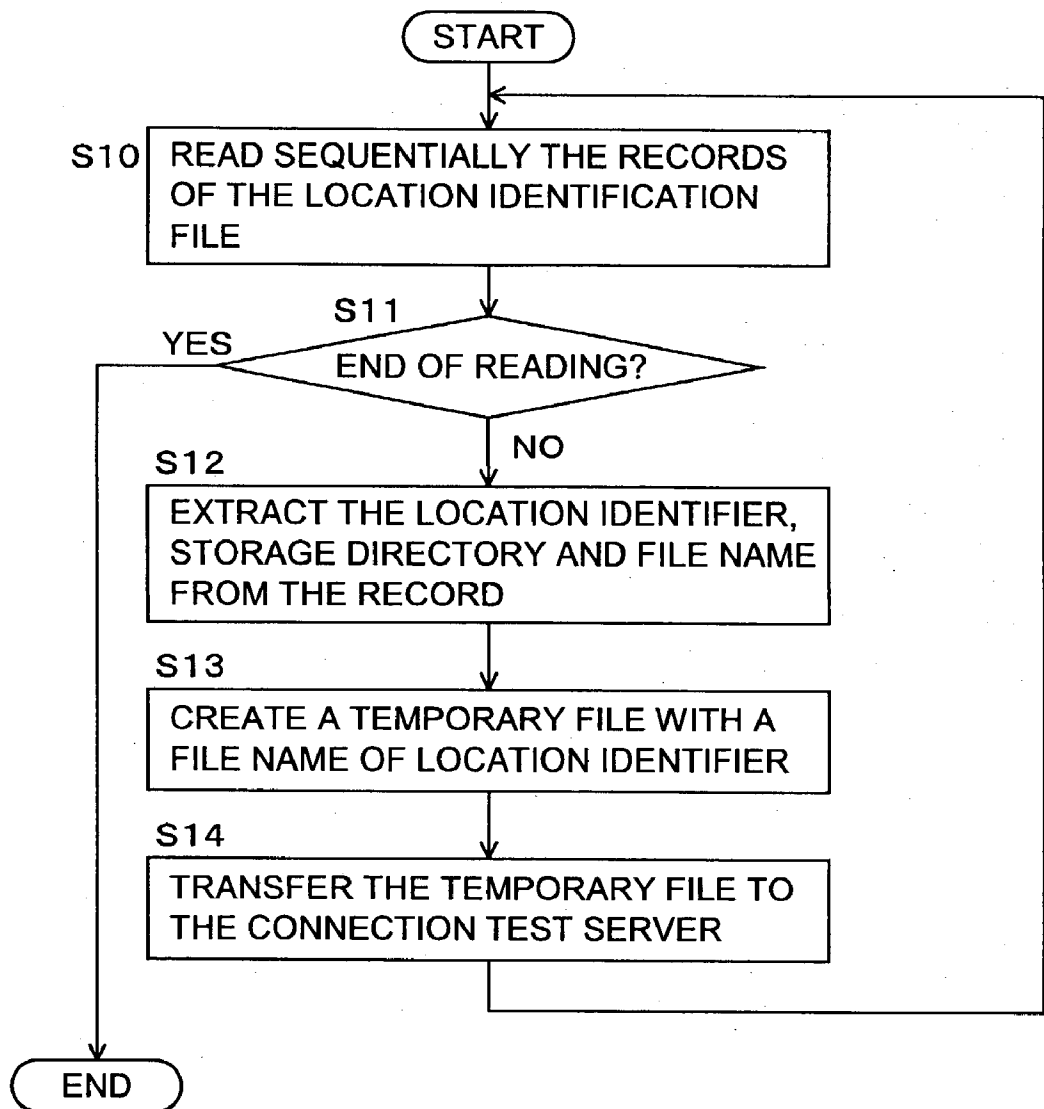 START
S10
READ SEQUENTIALLY THE RECORDS
OF THE LOCATION IDENTIFICATION
FILE
S11
YES
END OF READING?
NO
S12
EXTRACT THE LOCATION IDENTIFIER,
STORAGE DIRECTORY AND FILE NAME
FROM THE RECORD
S13
CREATE A TEMPORARY FILE WITH A
FILE NAME OF LOCATION IDENTIFIER
S14
TRANSFER THE TEMPORARY FILE TO
THE CONNECTION TEST SERVER
END